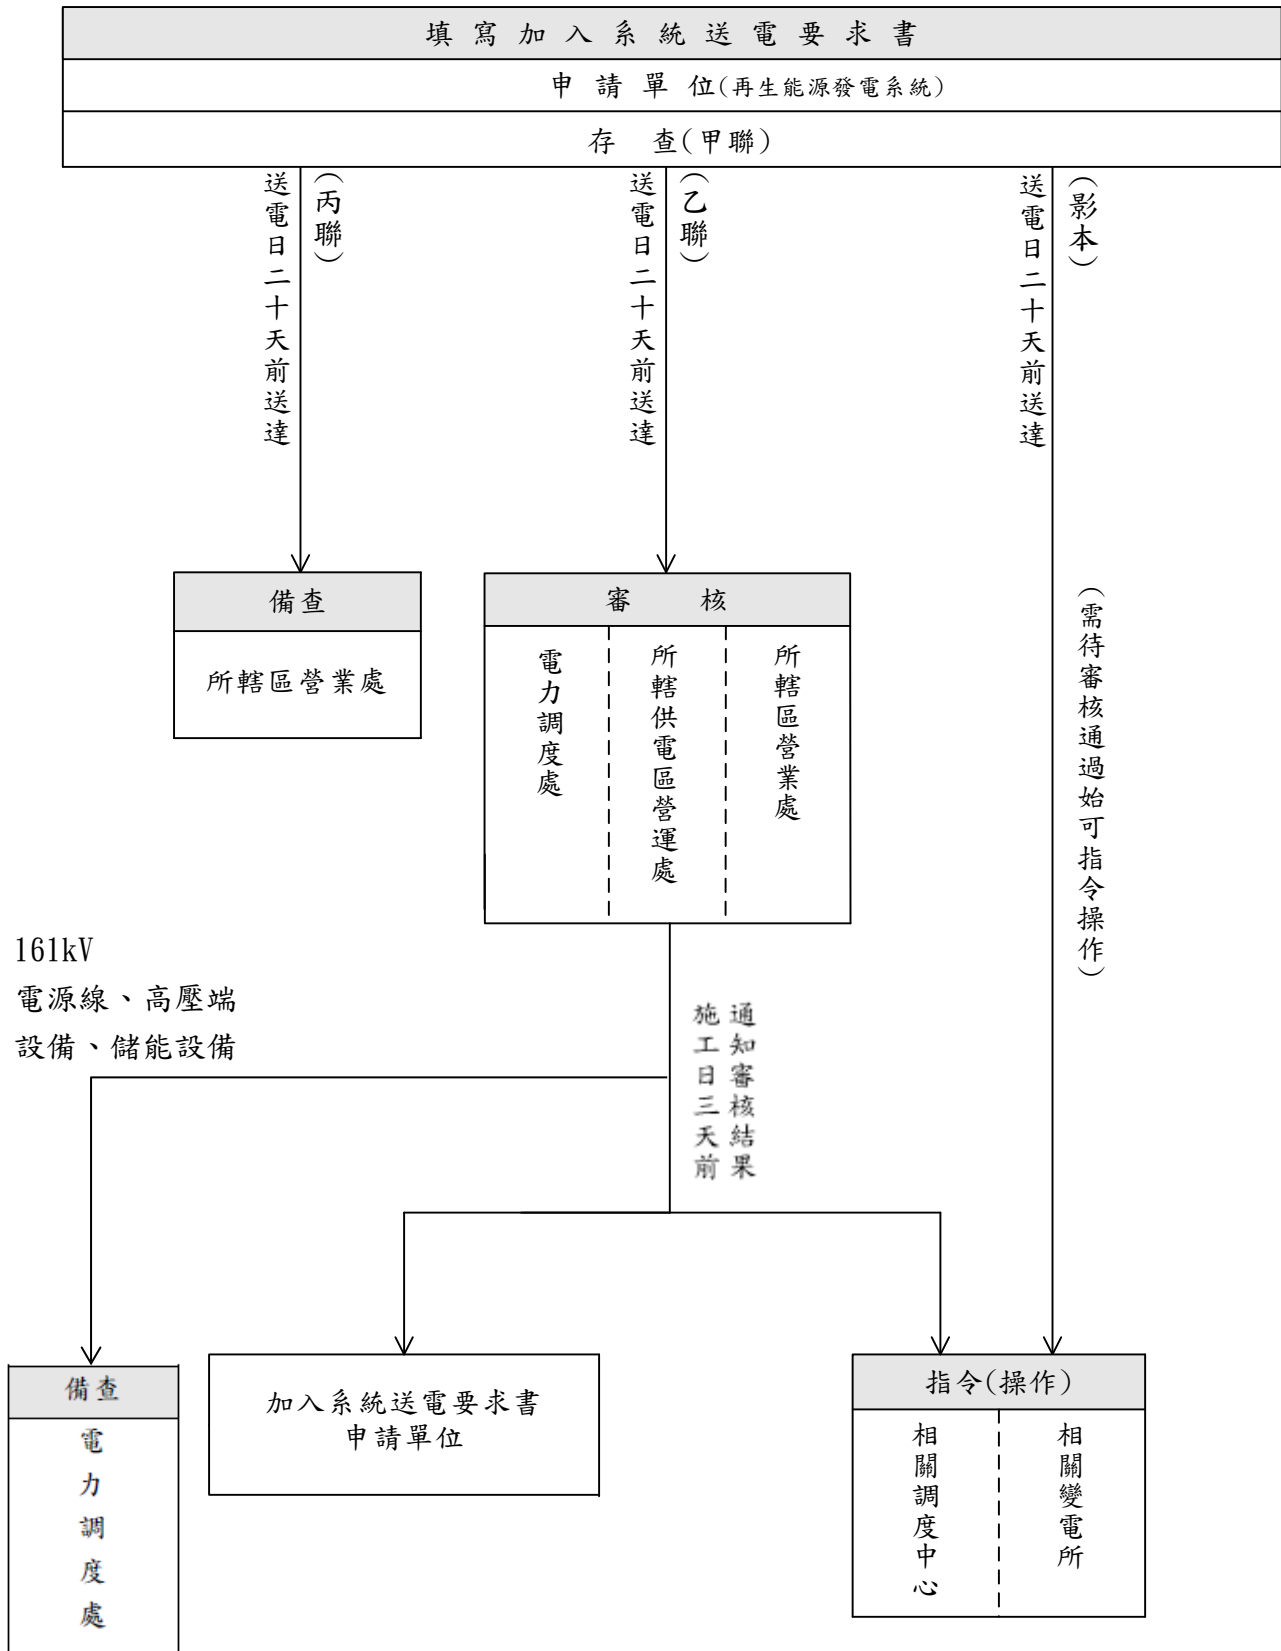 填寫加入系統送電要求書
申請單位(再生能源發電系統)
存 查(甲聯)
送電日二十天前送達
(丙聯)
送電日二十天前送達
(乙聯)
送電日二十天前送達
(影本)
備查
所轄區營業處
審 核
電力調度處
所轄供電區營運處
所轄區營業處
(需待審核通過始可指令操作)
161kV
電源線、高壓端
設備、儲能設備
通知審核結果
施工日三天前
備查
電力調度處
加入系統送電要求書
申請單位
指令(操作)
相關調度中心
相關變電所